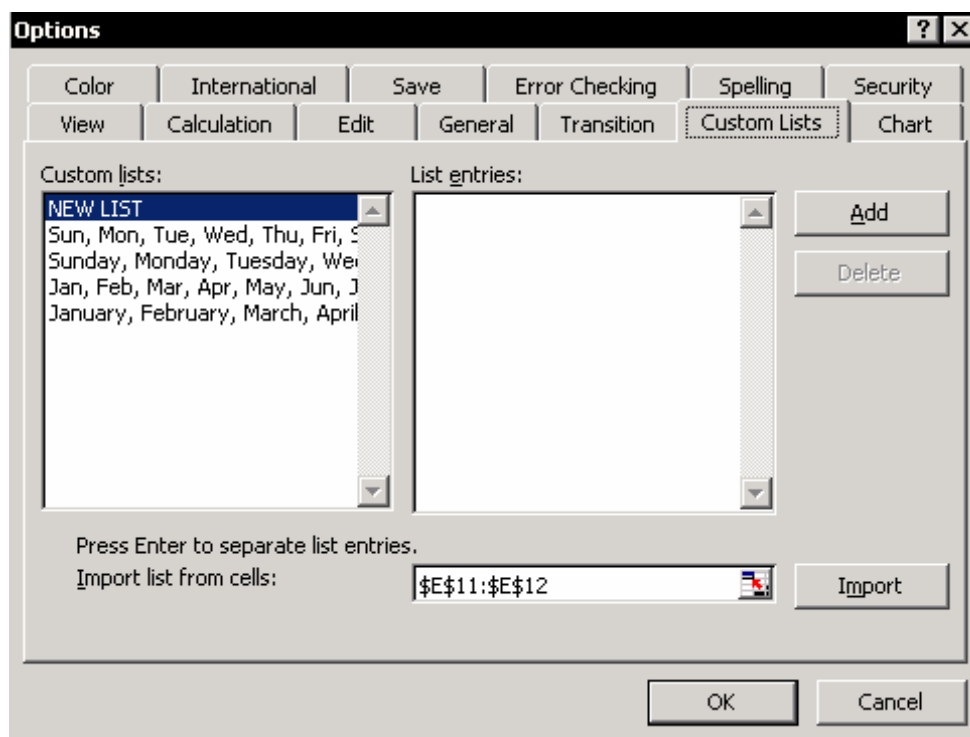 Options
Color International Save Error Checking Spelling Security
View Calculation Edit General Transition Custom Lists Chart
Custom lists: List entries:
NEW LIST
Sun, Mon, Tue, Wed, Thu, Fri, S
Sunday, Monday, Tuesday, We
Jan, Feb, Mar, Apr, May, Jun, J
January, February, March, April
Add
Delete
Press Enter to separate list entries.
Import list from cells: $E$11:$E$12 Import
OK Cancel